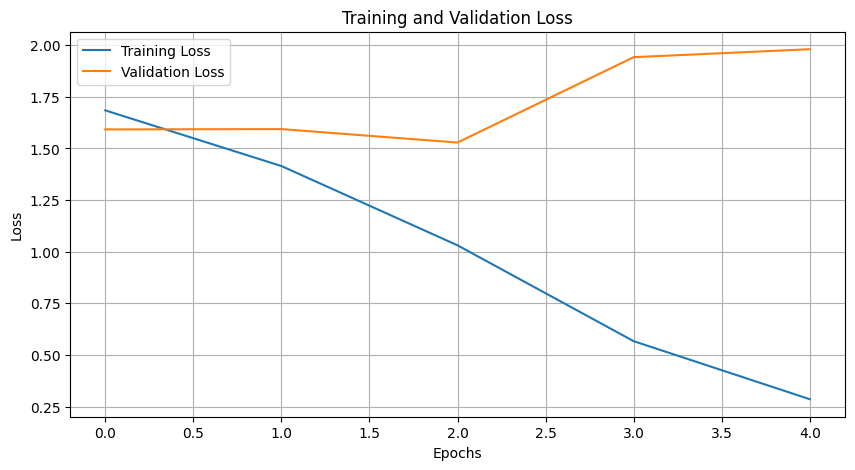 Training and Validation Loss
Training Loss
Validation Loss
2.00
1.75
1.50
1.25
1.00
0.75
0.50
0.25
Loss
0.0 0.5 1.0 1.5 2.0 2.5 3.0 3.5 4.0
Epochs